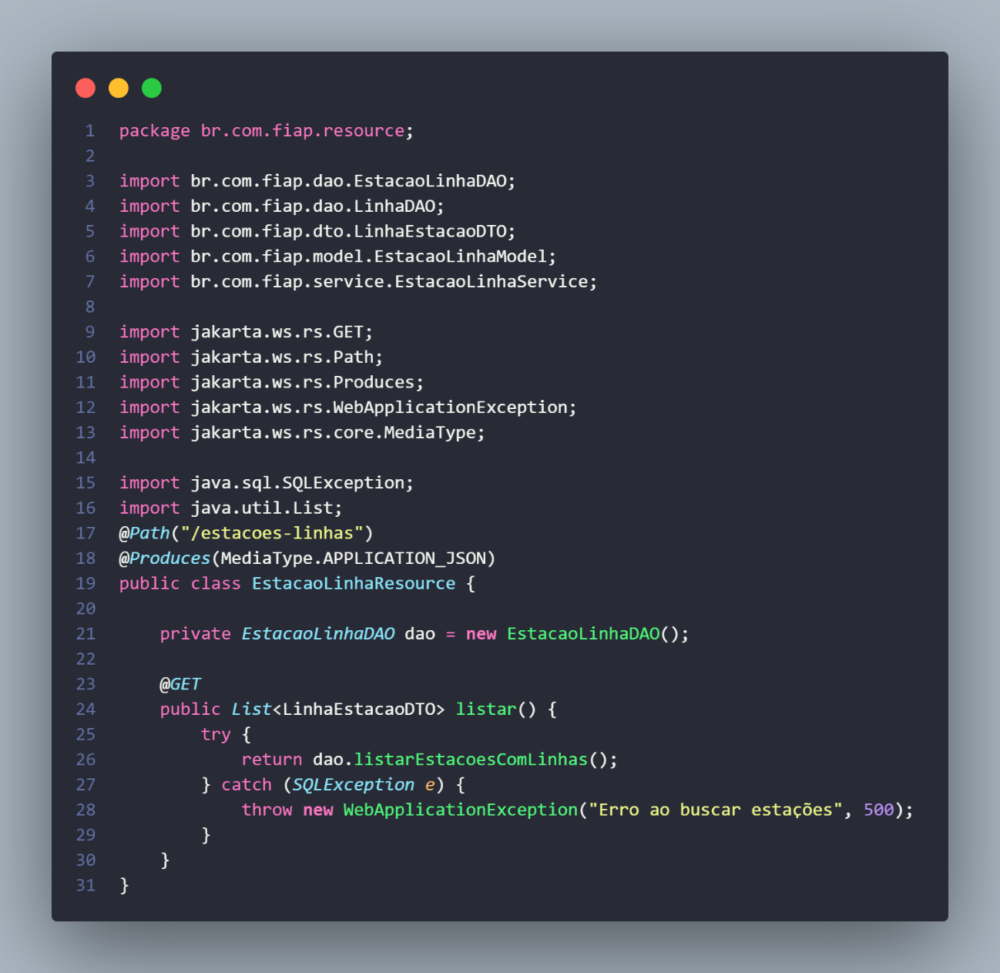 1 package br.com.fiap.resource;
2
3 import br.com.fiap.dao.EstacaoLinhaDAO;
4 import br.com.fiap.dao.LinhaDAO;
5 import br.com.fiap.dto.LinhaEstacaoDTO;
6 import br.com.fiap.model.EstacaoLinhaModel;
7 import br.com.fiap.service.EstacaoLinhaService;
8
9 import jakarta.ws.rs.GET;
10 import jakarta.ws.rs.Path;
11 import jakarta.ws.rs.Produces;
12 import jakarta.ws.rs.WebApplicationException;
13 import jakarta.ws.rs.core.MediaType;
14
15 import java.sql.SQLException;
16 import java.util.List;
17 @Path("/estacoes-linhas")
18 @Produces(MediaType.APPLICATION_JSON)
19 public class EstacaoLinhaResource {
20
21     private EstacaoLinhaDAO dao = new EstacaoLinhaDAO();
22
23     @GET
24     public List<LinhaEstacaoDTO> listar() {
25         try {
26             return dao.listarEstacoesComLinhas();
27         } catch (SQLException e) {
28             throw new WebApplicationException("Erro ao buscar estações", 500);
29         }
30     }
31 }